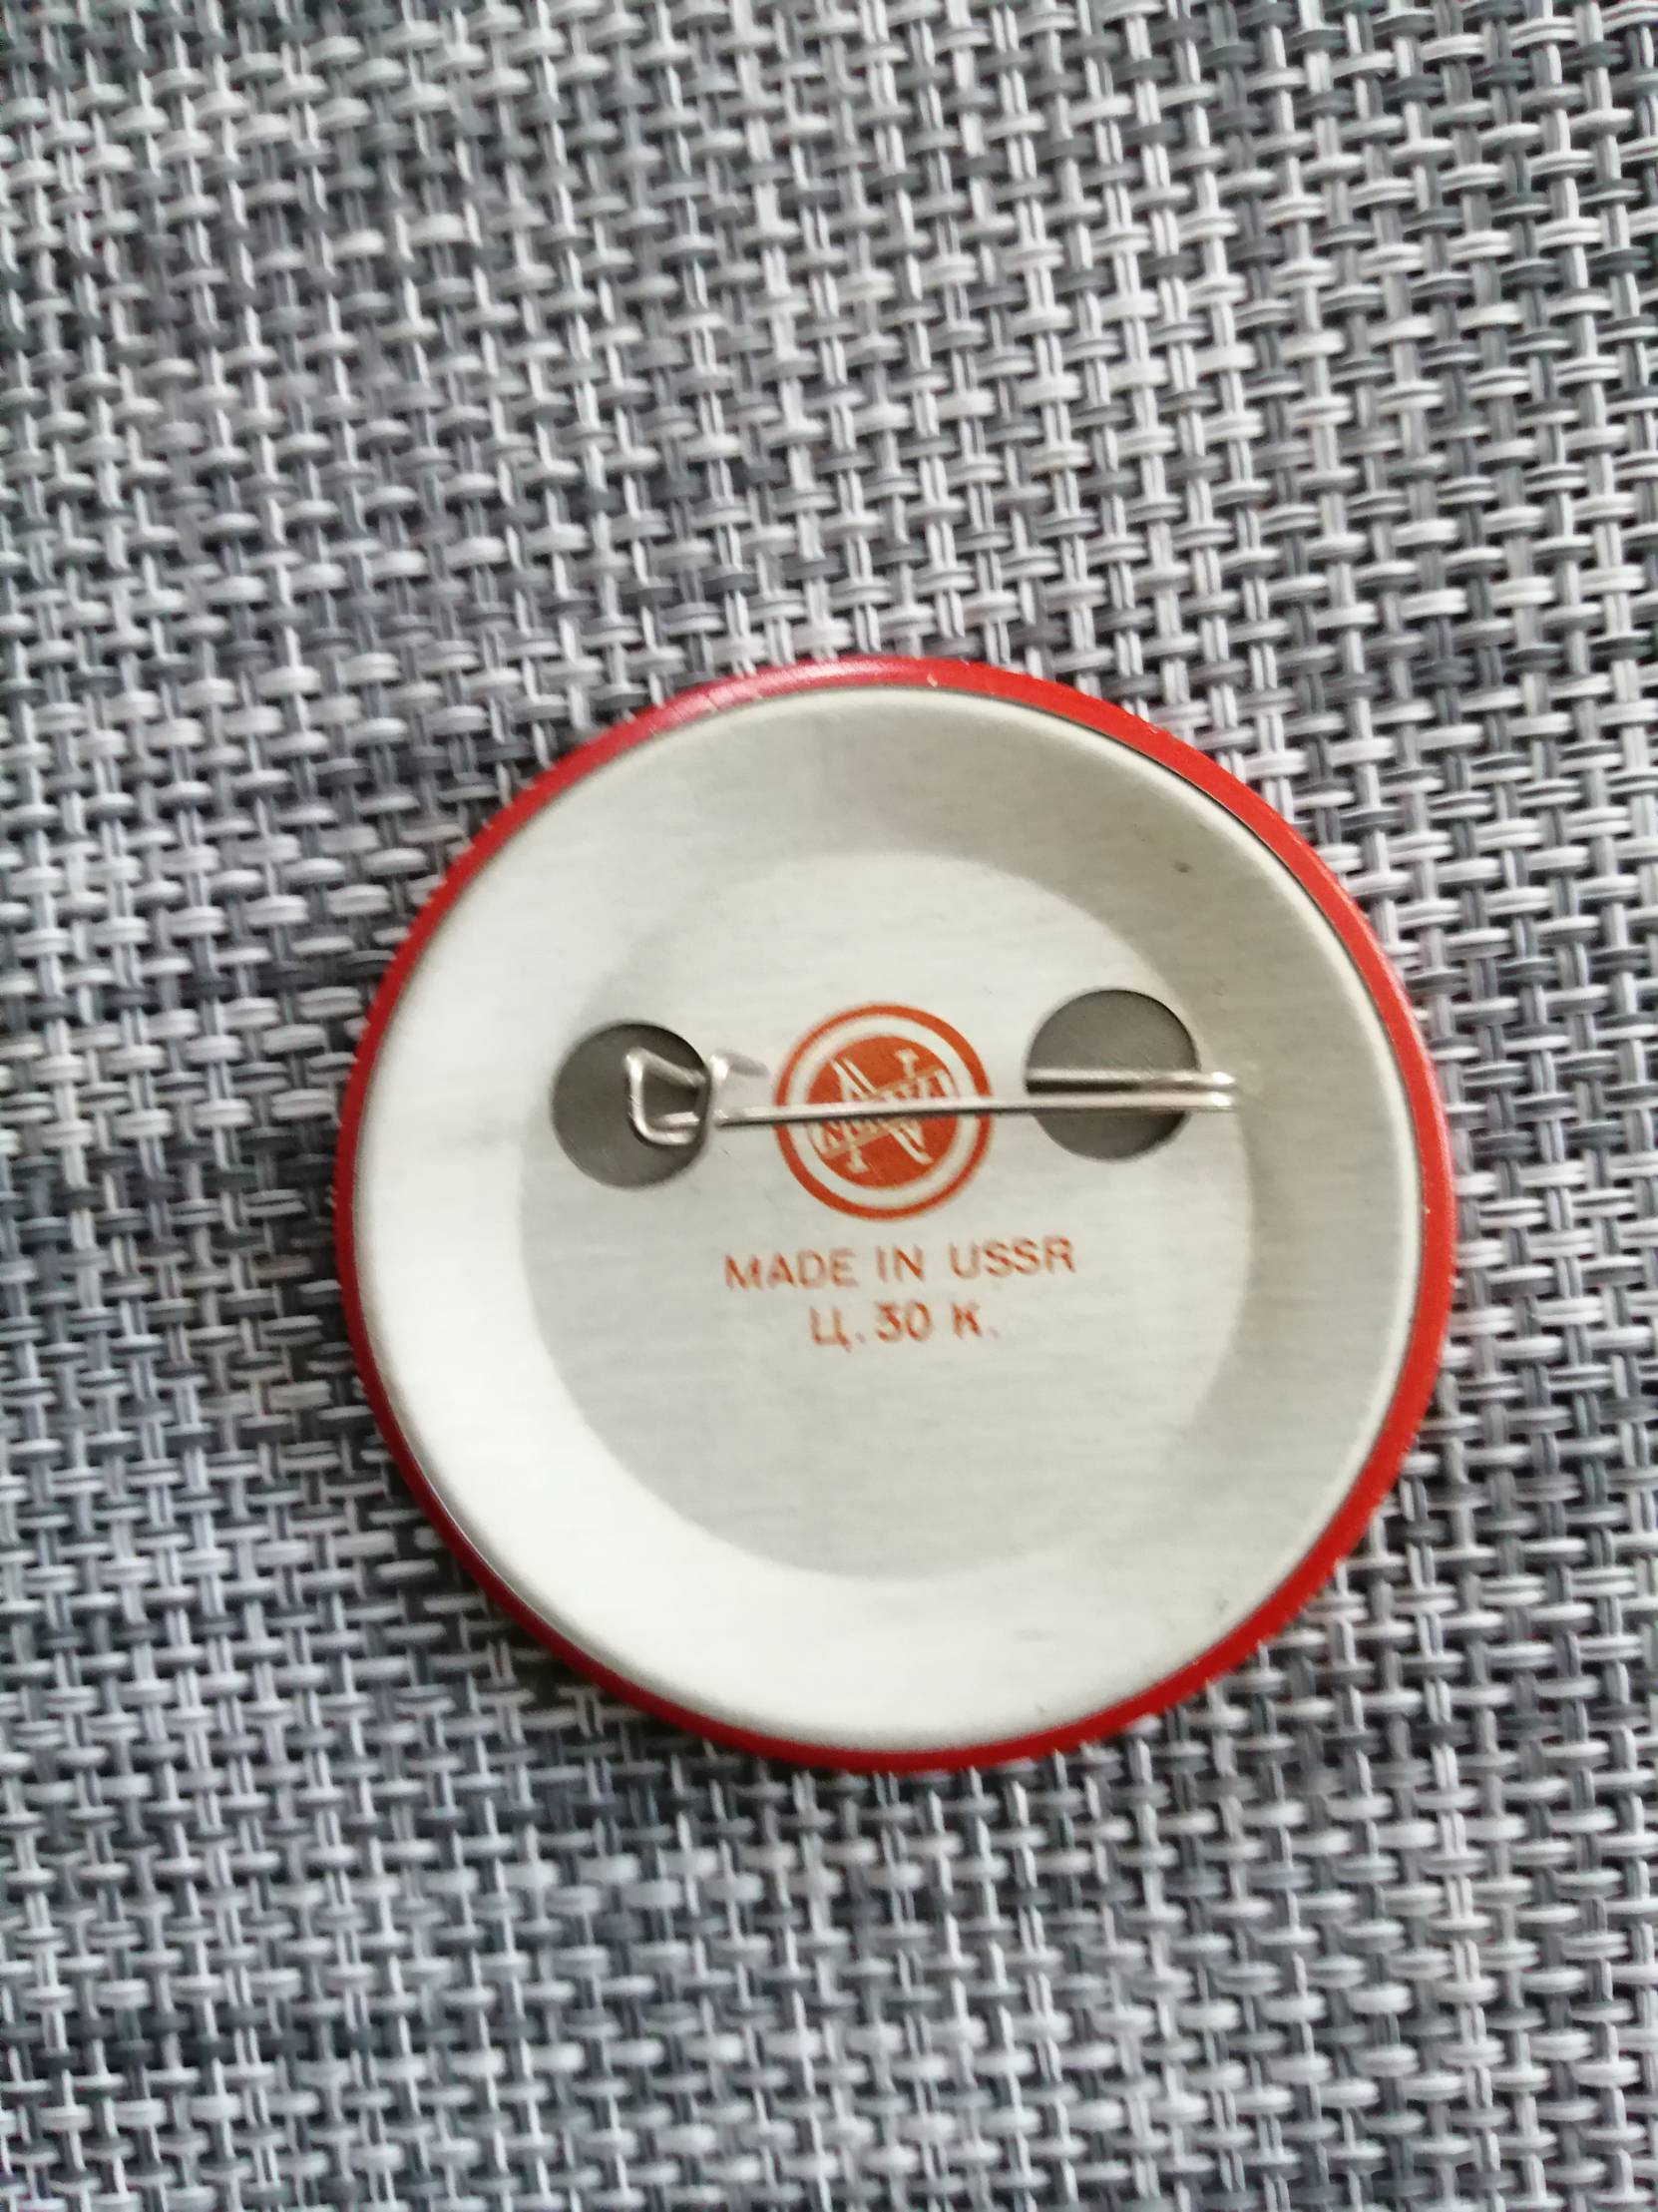 MADE IN USSR
Ц. 30 К.